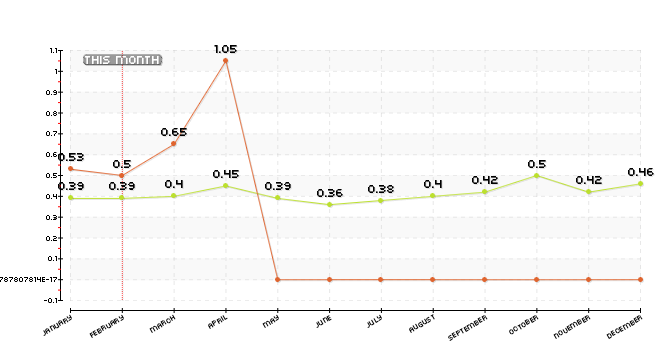 1.1
THIS MONTH
1.05
1
0.9
0.8
0.7
0.65
0.6
0.53
0.5
0.5
0.5
0.45
0.46
0.39
0.39
0.4
0.39
0.36
0.38
0.4
0.42
0.42
0.4
0.3
0.2
0.1
787807814E-17
-0.1
JANUARY
FEBRUARY
MARCH
APRIL
MAY
JUNE
JULY
AUGUST
SEPTEMBER
OCTOBER
NOVEMBER
DECEMBER